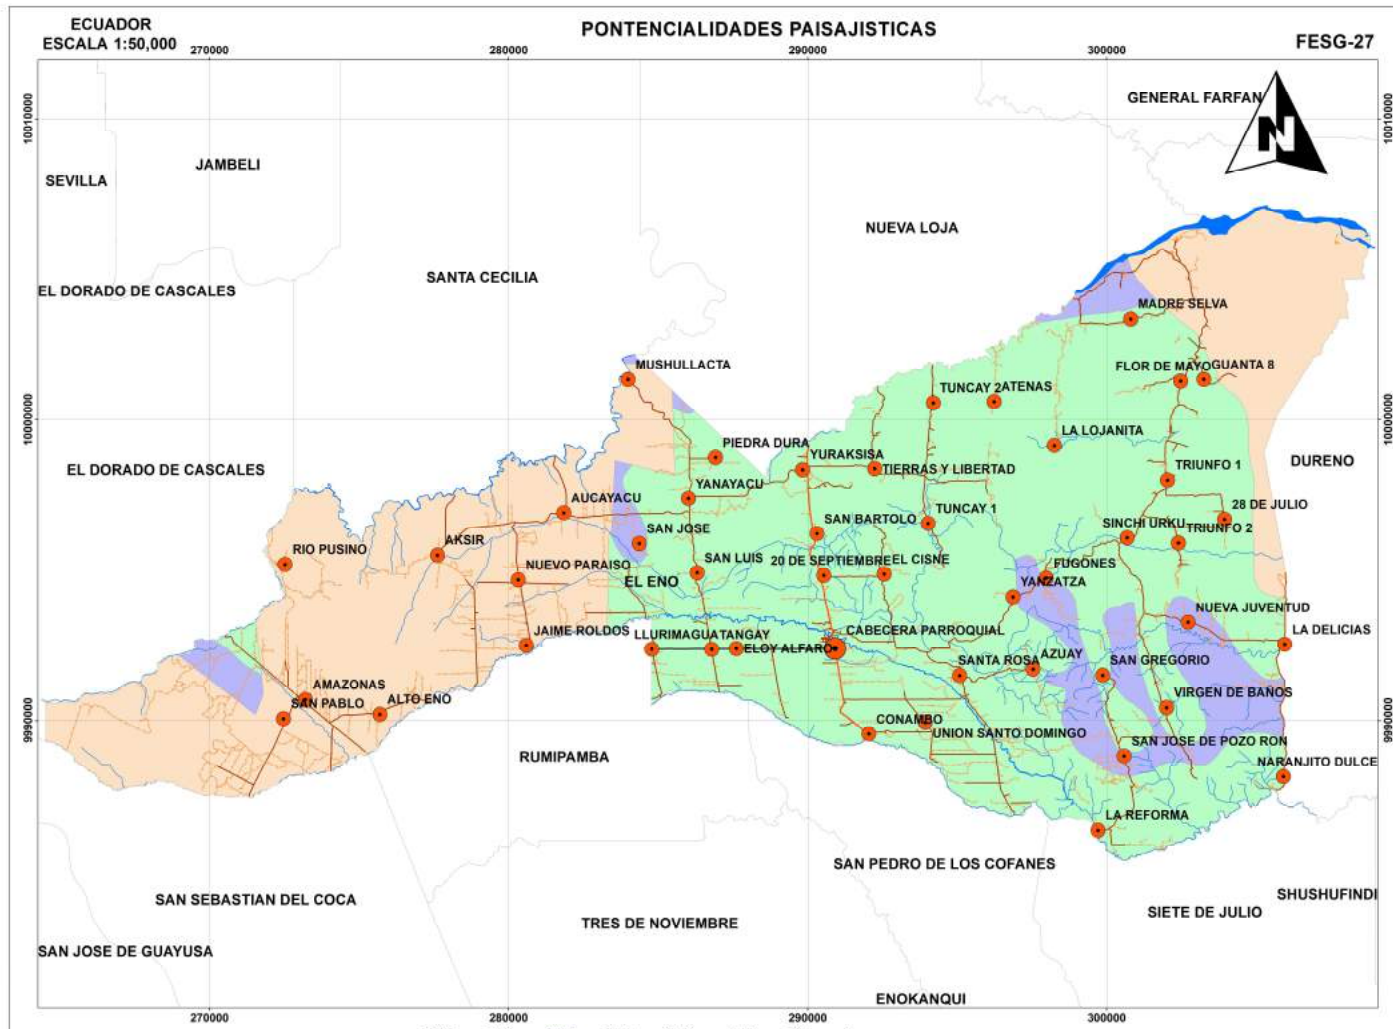 ECUADOR
ESCALA 1:50,000
PONTENCIALIDADES PAISAJISTICAS
FESG-27
270000
280000
290000
300000
GENERAL FARFAN
10010000
10010000
N
JAMBELI
SEVILLA
NUEVA LOJA
SANTA CECILIA
EL DORADO DE CASCALES
MADRE SELVA
MUSHULLACTA
FLOR DE MAYO
GUANTA 8
TUNCAY 2
ATENAS
10000000
10000000
LA LOJANITA
PIEDRA DURA
YURAKSISA
TIERRAS Y LIBERTAD
TRIUNFO 1
DURENO
EL DORADO DE CASCALES
YANAYACU
AUCAYACU
TUNCAY 1
28 DE JULIO
SAN JOSE
SAN BARTOLO
SINCHI URKU
TRIUNFO 2
AKSIR
RIO PUSINO
NUEVO PARAISO
SAN LUIS
20 DE SEPTIEMBRE
EL CISNE
FUGONES
EL ENO
YANZATZA
NUEVA JUVENTUD
JAIME ROLDOS
LLURIMAGUA
TANGAY
ELOY ALFARO
CABECERA PARROQUIAL
LA DELICIAS
SANTA ROSA
AZUAY
SAN GREGORIO
AMAZONAS
SAN PABLO
ALTO ENO
VIRGEN DE BAÑOS
9990000
9990000
CONAMBO
UNION SANTO DOMINGO
SAN JOSE DE POZO RON
RUMIPAMBA
NARANJITO DULCE
LA REFORMA
SAN PEDRO DE LOS COFANES
SAN SEBASTIAN DEL COCA
SHUSHUFINDI
SIETE DE JULIO
TRES DE NOVIEMBRE
SAN JOSE DE GUAYUSA
ENOKANQUI
270000
280000
290000
300000